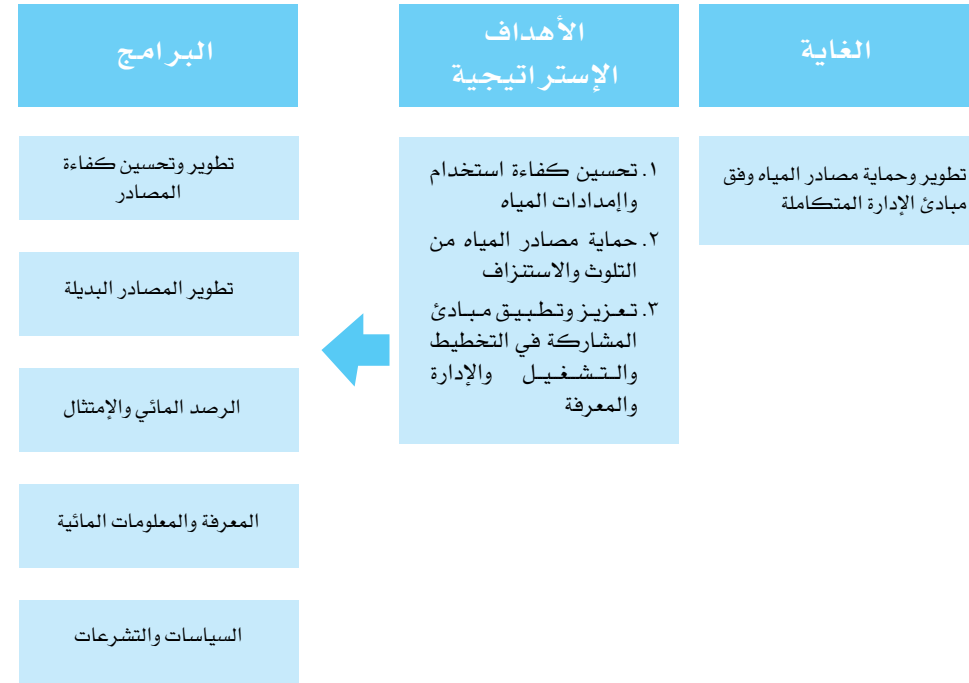 الغاية
تطوير وحماية مصادر المياه وفق
مبادئ الإدارة المتكاملة
الأهداف
الإستراتيجية
١. تحسين كفاءة استخدام
واإمدادات المياه
٢. حماية مصادر المياه من
التلوث والاستنزاف
٣. تعزيز وتطبيق مبادئ
المشاركة في التخطيط
والتشغيل والإدارة
والمعرفة
البرامج
تطوير وتحسين كفاءة
المصادر
تطوير المصادر البديلة
الرصد المائي والإمتثال
المعرفة والمعلومات المائية
السياسات والتشرعات